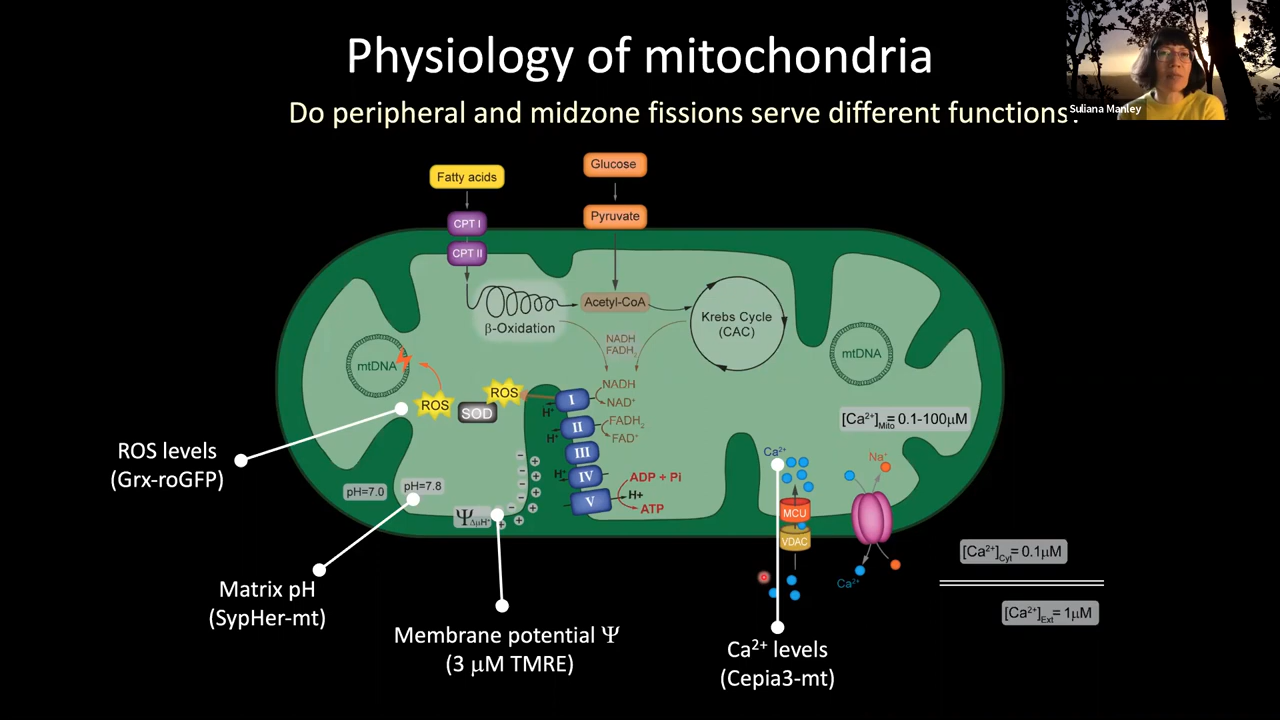 Physiology of mitochondria
Do peripheral and midzone fissions serve different functions?
Suliana Manley
Glucose
Fatty acids
Pyruvate
CPT I
CPT II
Acetyl-CoA
β-Oxidation
Krebs Cycle
(CAC)
NADH
FADH₂
mtDNA
mtDNA
NADH
NAD⁺
ROS
ROS
SOD
I
H⁺
II
H⁺
FADH₂
FAD⁺
III
IV
H⁺
V
ADP + Pi
H+
ATP
[Ca²⁺]Mito= 0.1-100µM
Ca²⁺
Na⁺
MCU
VDAC
Ca²⁺
ROS levels
(Grx-roGFP)
pH=7.0
pH=7.8
ΨΔµH⁺
[Ca²⁺]Cyt= 0.1µM
[Ca²⁺]Ext= 1µM
Matrix pH
(SypHer-mt)
Membrane potential Ψ
(3 µM TMRE)
Ca²⁺ levels
(Cepia3-mt)